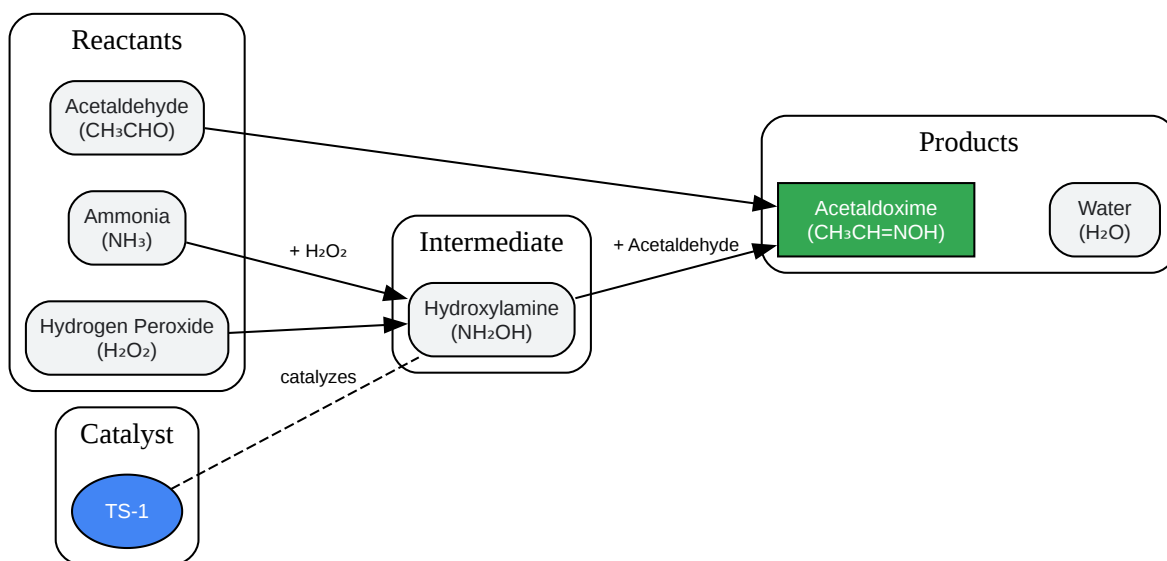 Reactants
Acetaldehyde
(CH₃CHO)
Ammonia
(NH₃)
Hydrogen Peroxide
(H₂O₂)
+ H₂O₂
Intermediate
Hydroxylamine
(NH₂OH)
+ Acetaldehyde
Products
Acetaldoxime
(CH₃CH=NOH)
Water
(H₂O)
catalyzes
Catalyst
TS-1